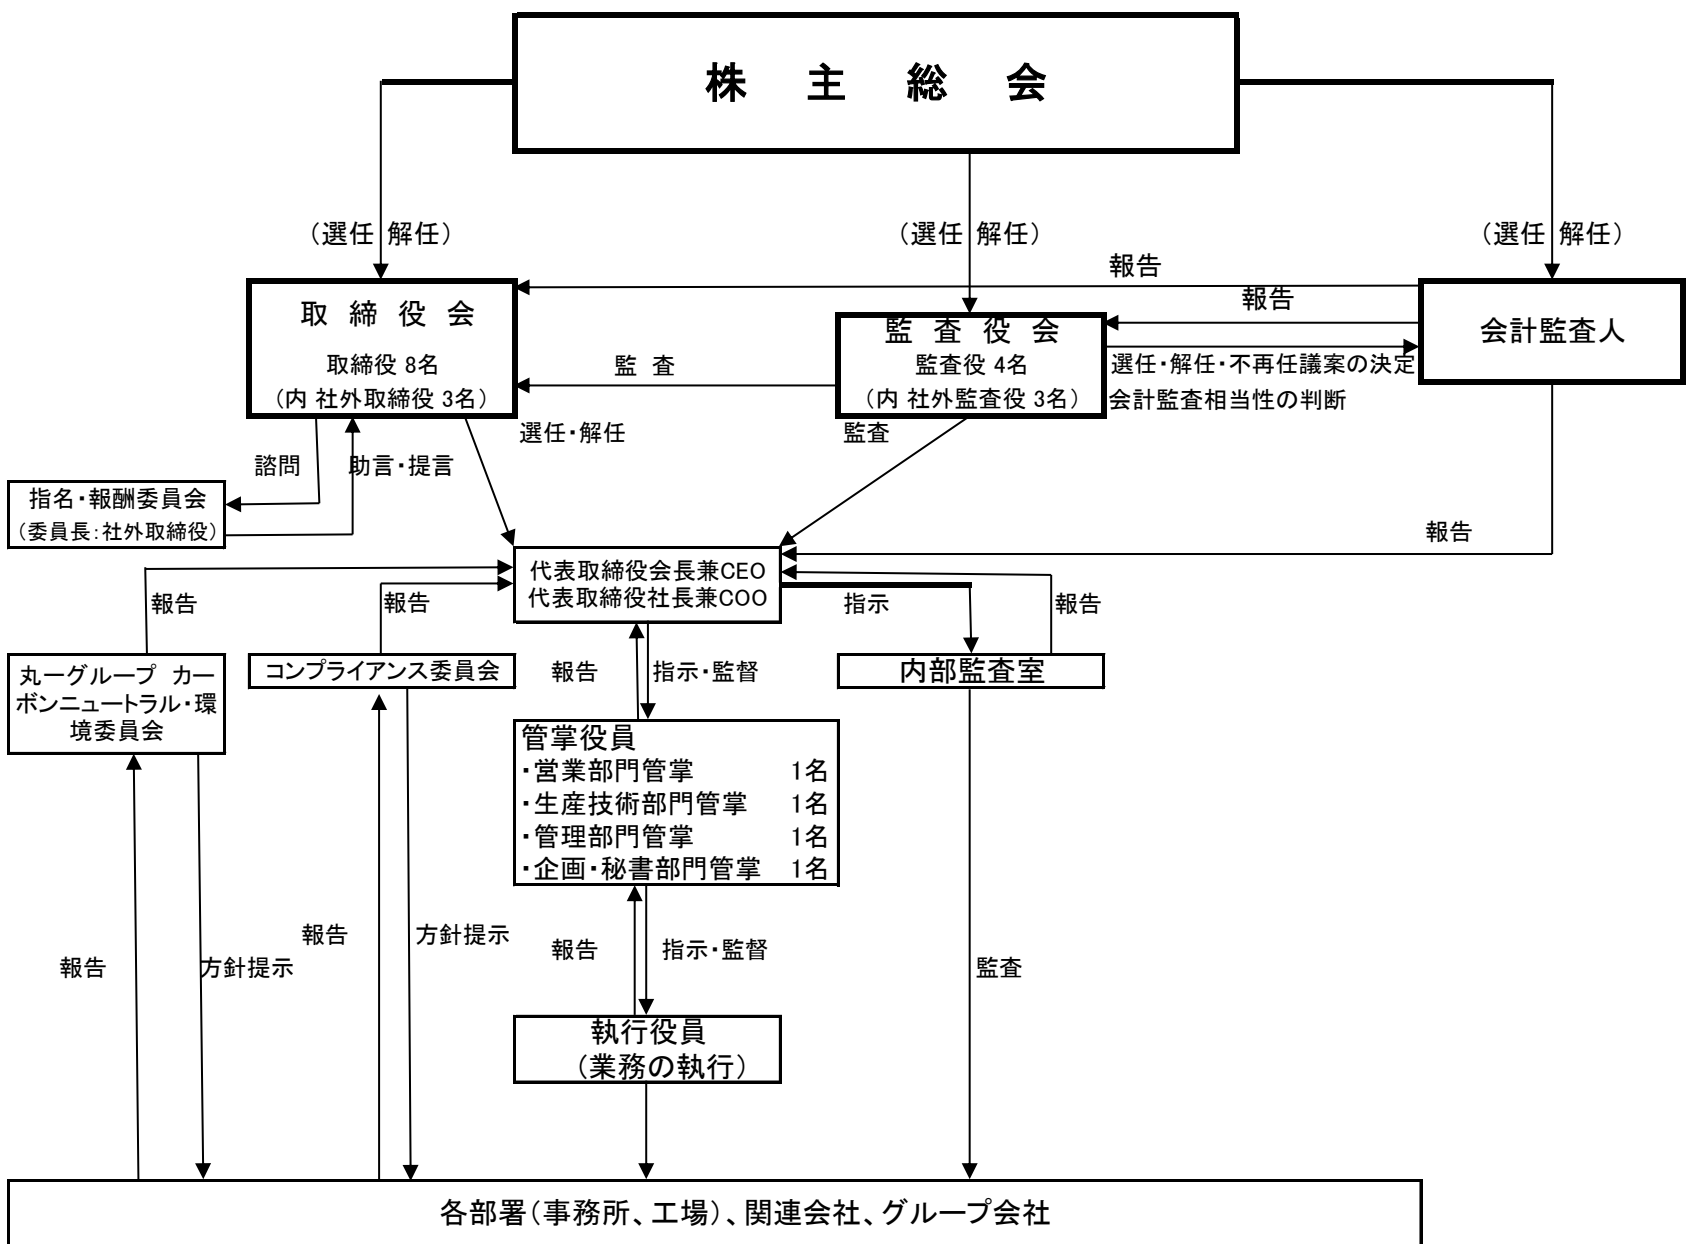 株 主 総 会
（選任 解任）
（選任 解任）
（選任 解任）
報告
報告
取 締 役 会
取締役 8名
（内 社外取締役 3名）
監 査
監 査 役 会
監査役 4名
（内 社外監査役 3名）
選任・解任・不再任議案の決定
会計監査相当性の判断
会計監査人
選任・解任
監査
諮問
助言・提言
指名・報酬委員会
（委員長：社外取締役）
報告
代表取締役会長兼CEO
代表取締役社長兼COO
報告
報告
指示
報告
丸一グループ カー
ボンニュートラル・環
境委員会
コンプライアンス委員会
報告
指示・監督
内部監査室
管掌役員
・営業部門管掌 1名
・生産技術部門管掌 1名
・管理部門管掌 1名
・企画・秘書部門管掌 1名
報告
方針提示
報告
方針提示
報告
指示・監督
監査
執行役員
（業務の執行）
各部署（事務所、工場）、関連会社、グループ会社